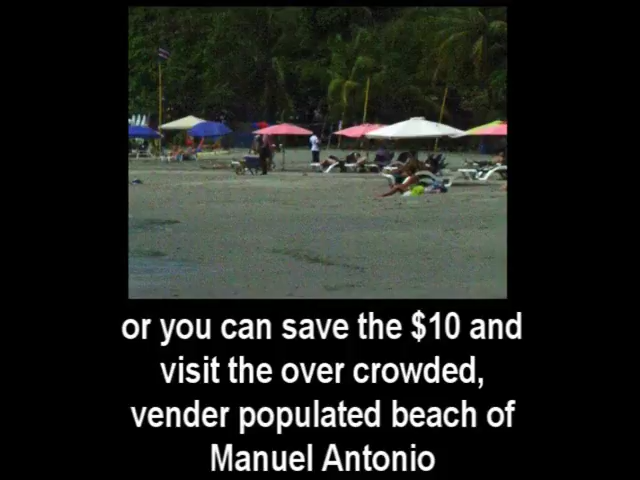 or you can save the $10 and
visit the over crowded,
vender populated beach of
Manuel Antonio